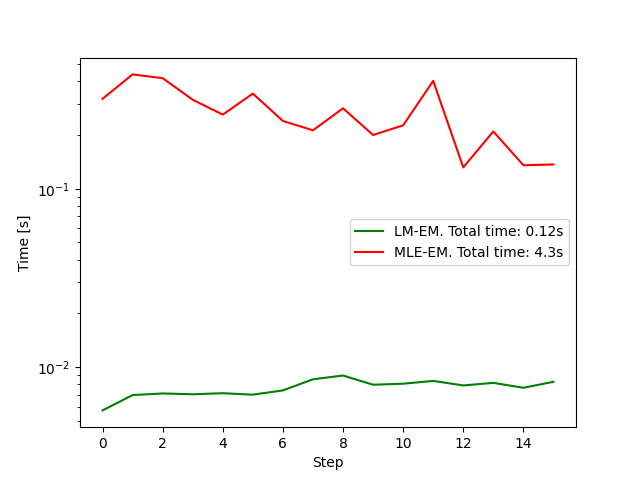 10⁻¹
10⁻²
Time [s]
LM-EM. Total time: 0.12s
MLE-EM. Total time: 4.3s
0 2 4 6 8 10 12 14
Step